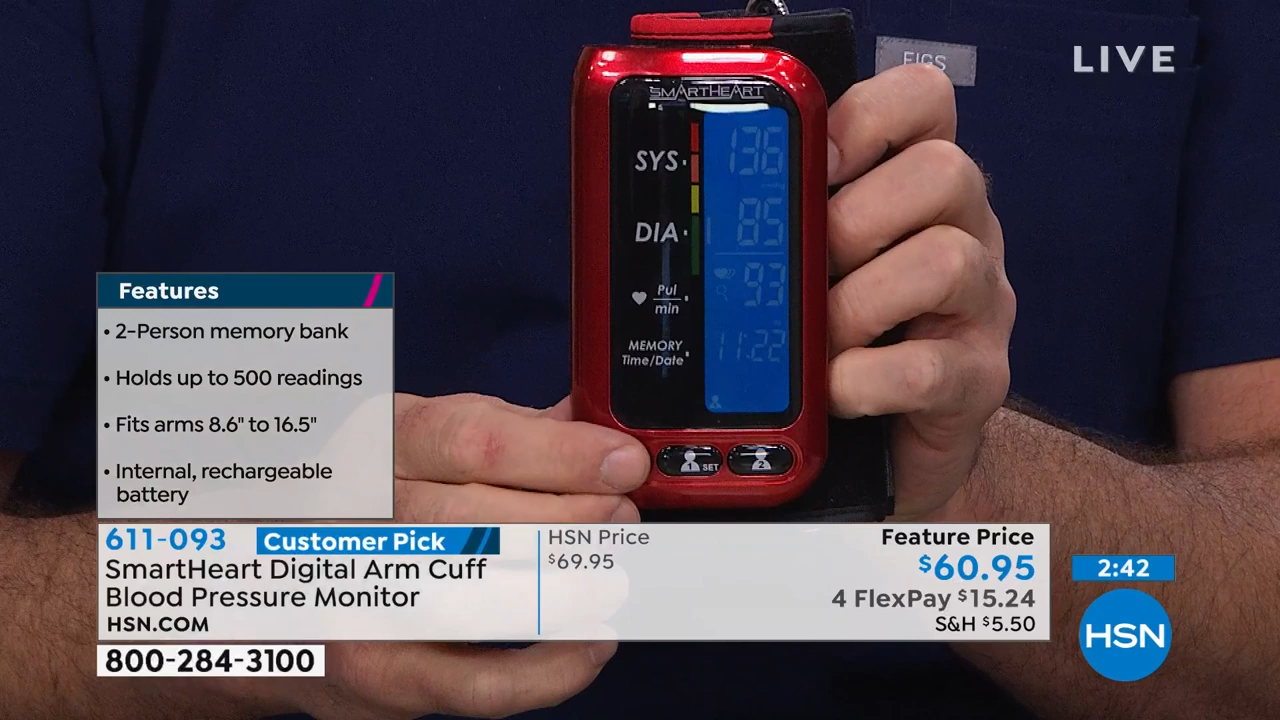 LIVE
FIGS
SMARTHEART
SYS
136
mmHg
DIA
85
Pul
min
93
MEMORY
Time/Date
11:22
1 SET
2
Features
• 2-Person memory bank
• Holds up to 500 readings
• Fits arms 8.6" to 16.5"
• Internal, rechargeable
battery
611-093
Customer Pick
SmartHeart Digital Arm Cuff
Blood Pressure Monitor
HSN.COM
HSN Price
$69.95
Feature Price
$60.95
4 FlexPay $15.24
S&H $5.50
2:42
HSN
800-284-3100